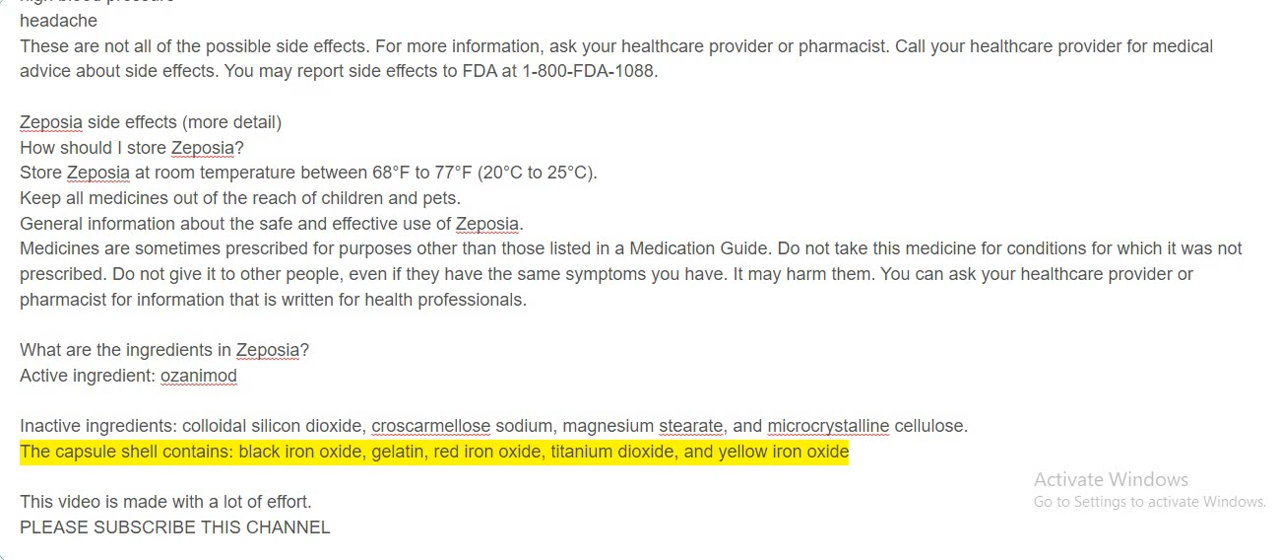 headache
These are not all of the possible side effects. For more information, ask your healthcare provider or pharmacist. Call your healthcare provider for medical
advice about side effects. You may report side effects to FDA at 1-800-FDA-1088.
Zeposia side effects (more detail)
How should I store Zeposia?
Store Zeposia at room temperature between 68°F to 77°F (20°C to 25°C).
Keep all medicines out of the reach of children and pets.
General information about the safe and effective use of Zeposia.
Medicines are sometimes prescribed for purposes other than those listed in a Medication Guide. Do not take this medicine for conditions for which it was not
prescribed. Do not give it to other people, even if they have the same symptoms you have. It may harm them. You can ask your healthcare provider or
pharmacist for information that is written for health professionals.
What are the ingredients in Zeposia?
Active ingredient: ozanimod
Inactive ingredients: colloidal silicon dioxide, croscarmellose sodium, magnesium stearate, and microcrystalline cellulose.
The capsule shell contains: black iron oxide, gelatin, red iron oxide, titanium dioxide, and yellow iron oxide
Activate Windows
Go to Settings to activate Windows.
This video is made with a lot of effort.
PLEASE SUBSCRIBE THIS CHANNEL